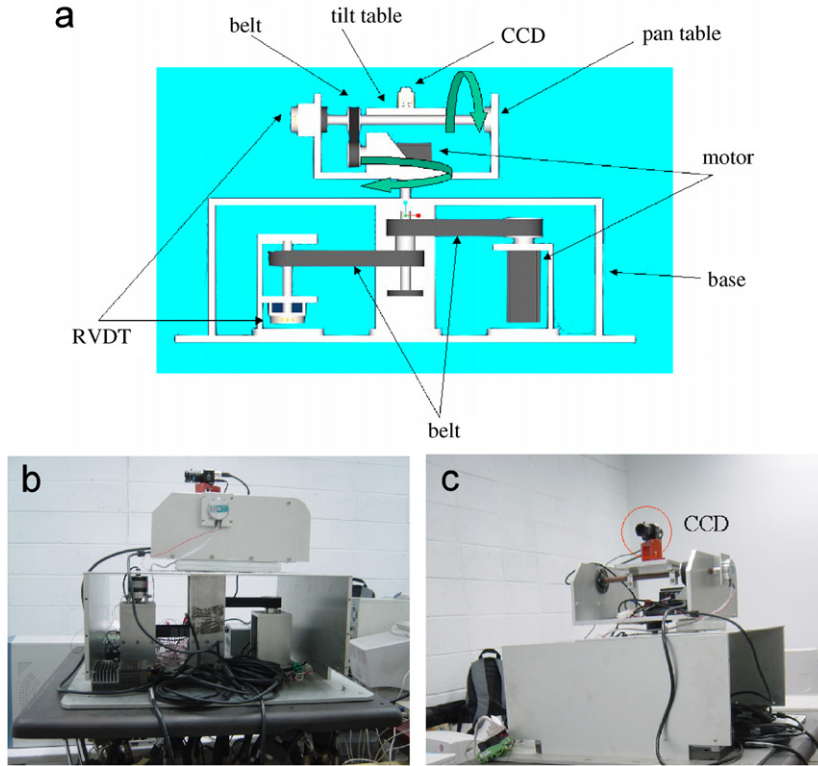 a
belt
tilt table
CCD
pan table
motor
base
RVDT
belt
b
c
CCD